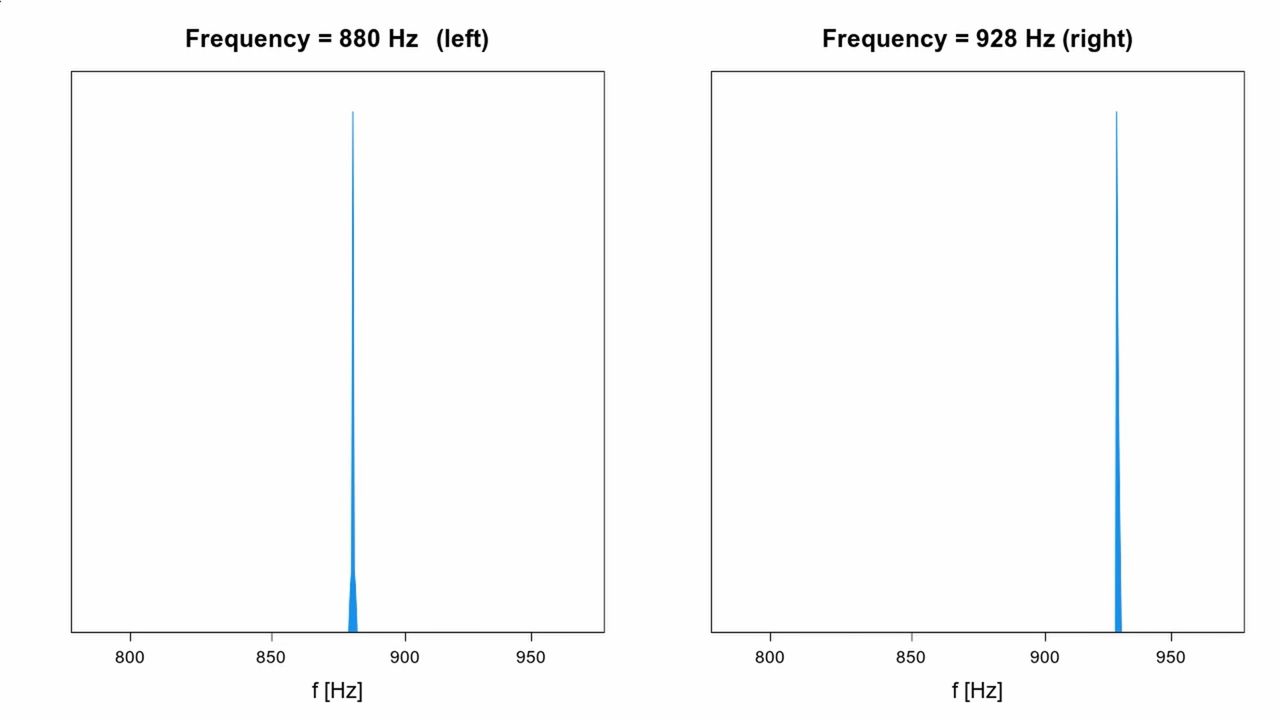 Frequency = 880 Hz (left)
800 850 900 950
f [Hz]
Frequency = 928 Hz (right)
800 850 900 950
f [Hz]